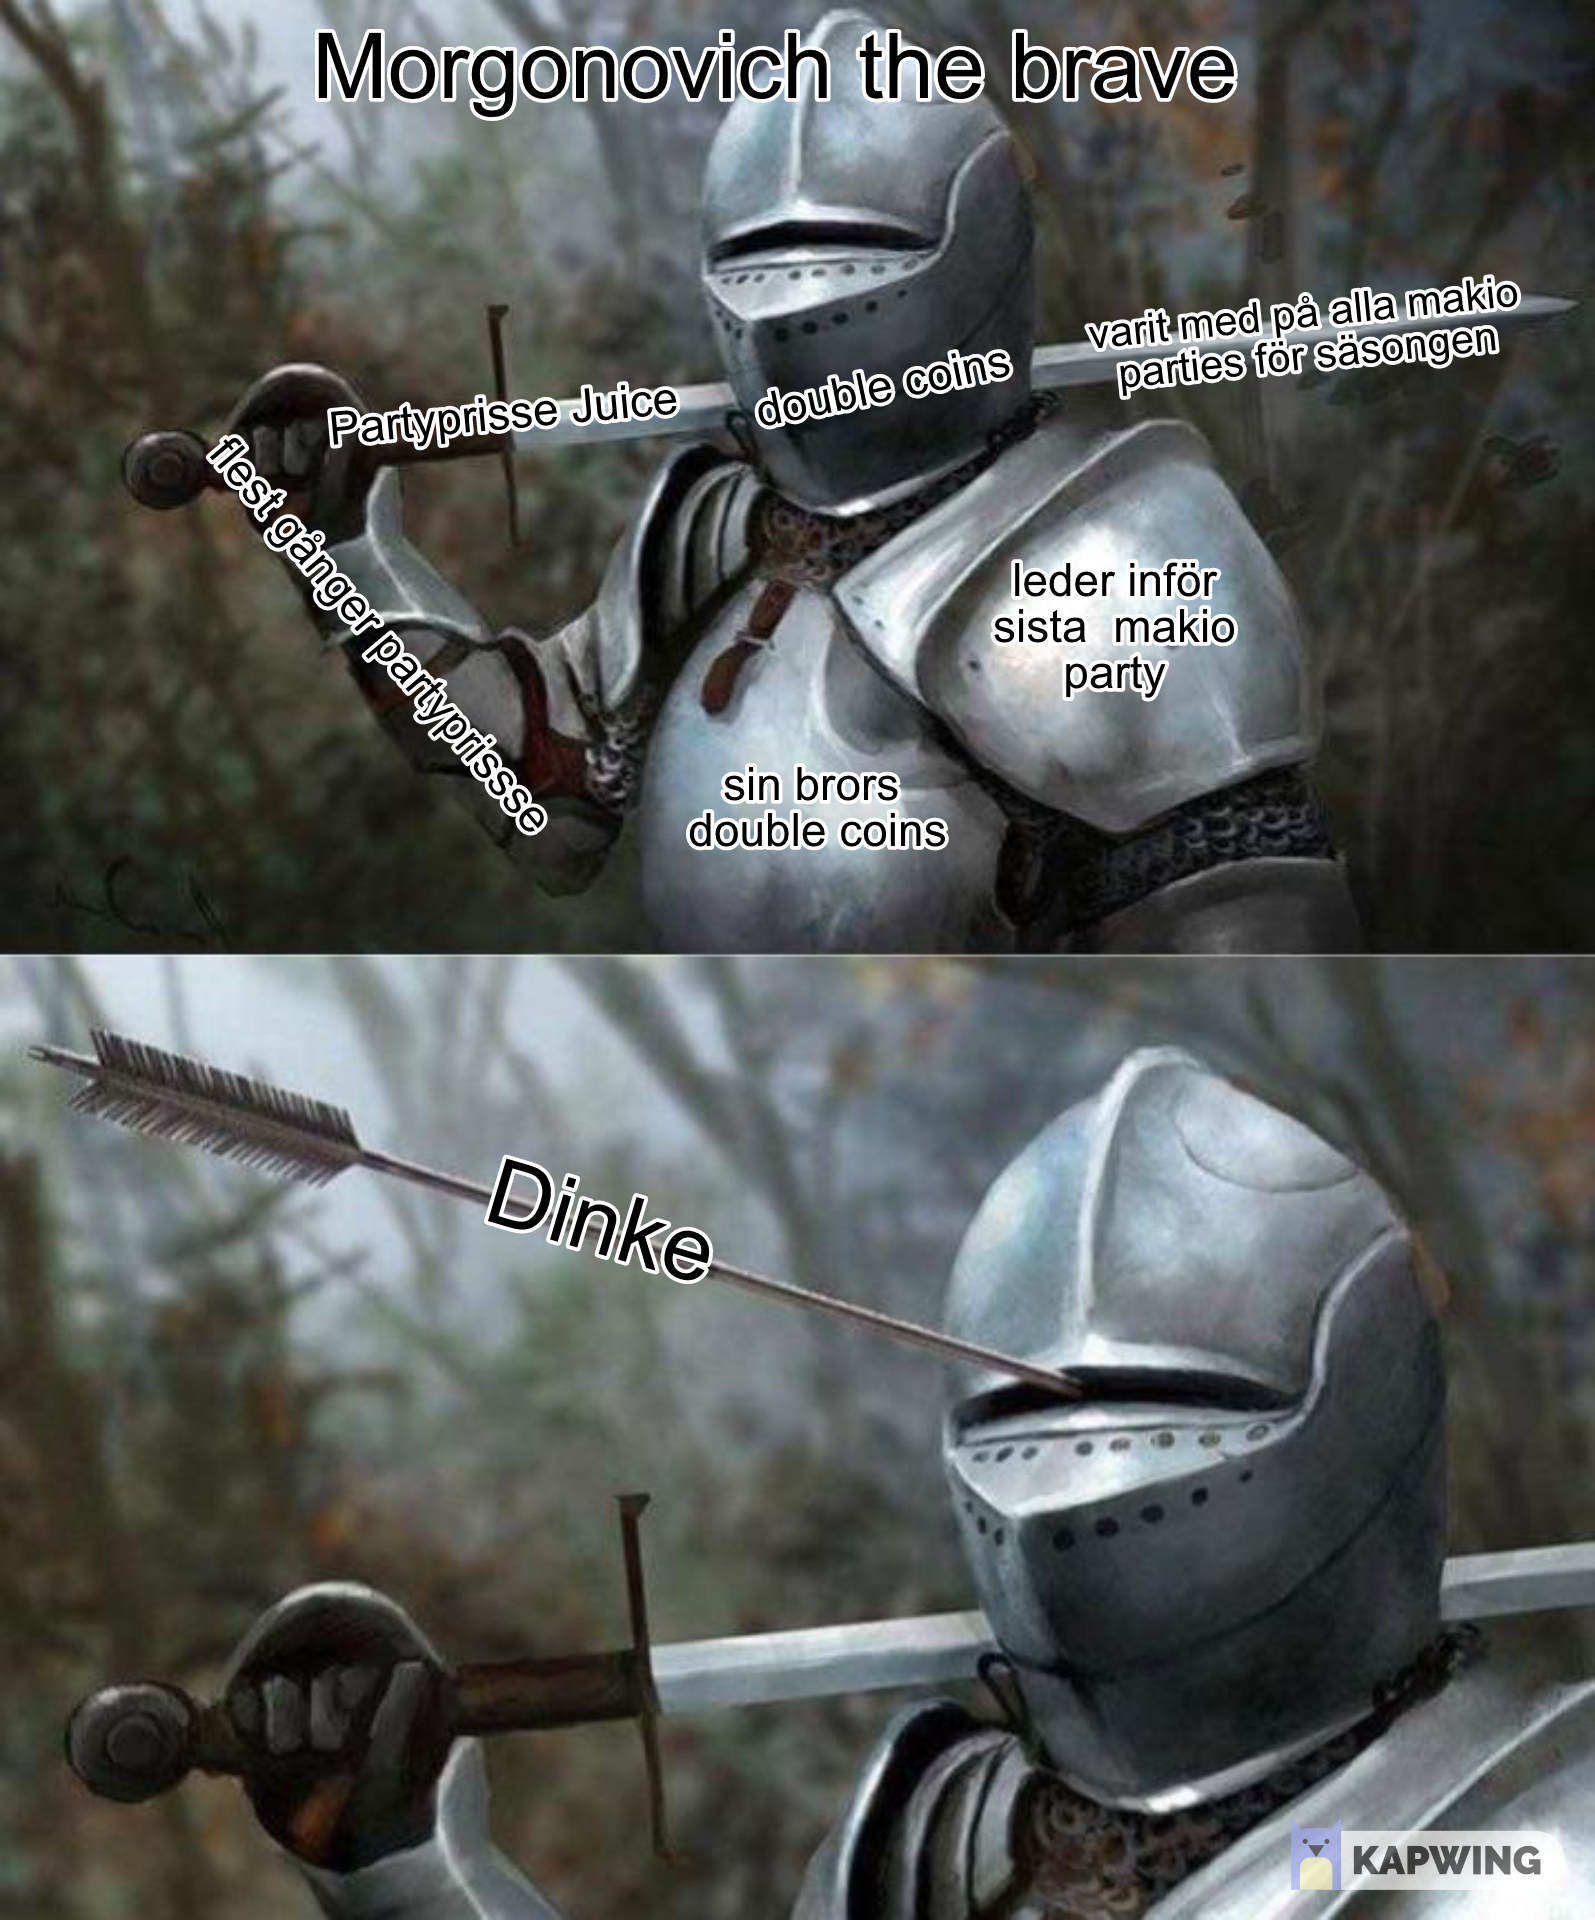 Morgonovich the brave
varit med på alla makio
parties för säsongen
double coins
Partyprisse Juice
flest gånger partyprissse
leder inför
sista makio
party
sin brors
double coins
Dinke
KAPWING